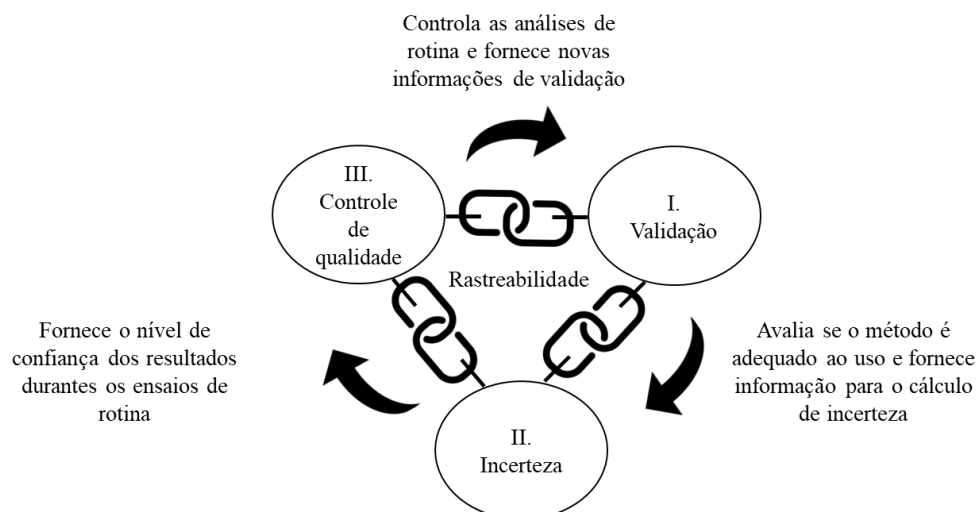 Controla as análises de
rotina e fornece novas
informações de validação
III.
Controle
de
qualidade
I.
Validação
Rastreabilidade
Fornece o nível de
confiança dos resultados
durantes os ensaios de
rotina
Avalia se o método é
adequado ao uso e fornece
informação para o cálculo
de incerteza
II.
Incerteza